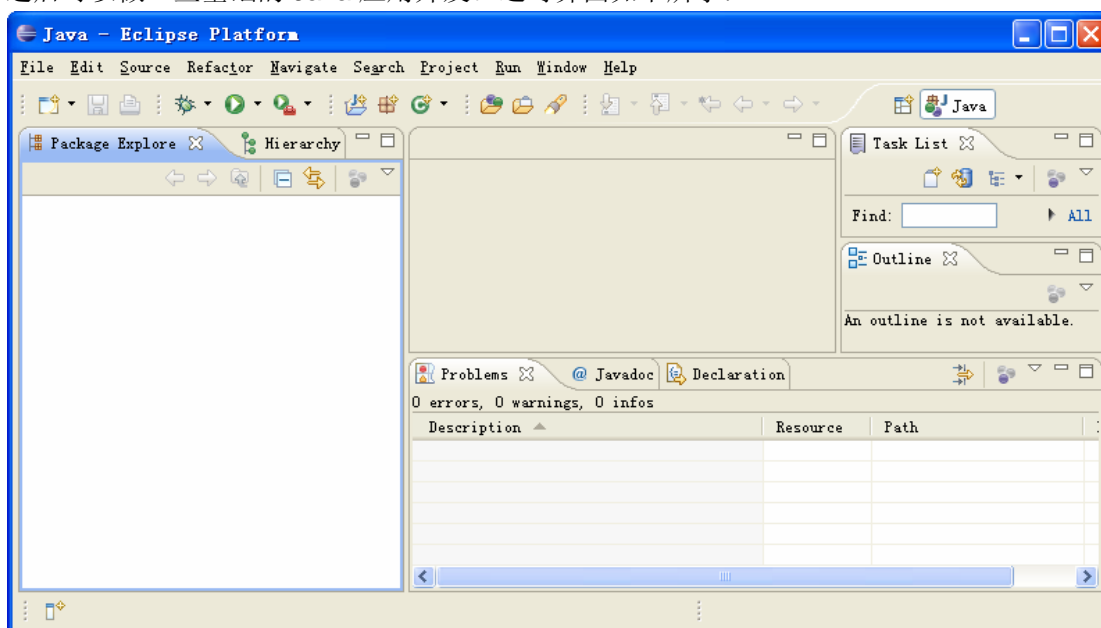 Java - Eclipse Platform
File Edit Source Refactor Navigate Search Project Run Window Help
Java
Package Explore
Hierarchy
Task List
Find:
All
Outline
An outline is not available.
Problems
@ Javadoc
Declaration
0 errors, 0 warnings, 0 infos
Description
Resource
Path